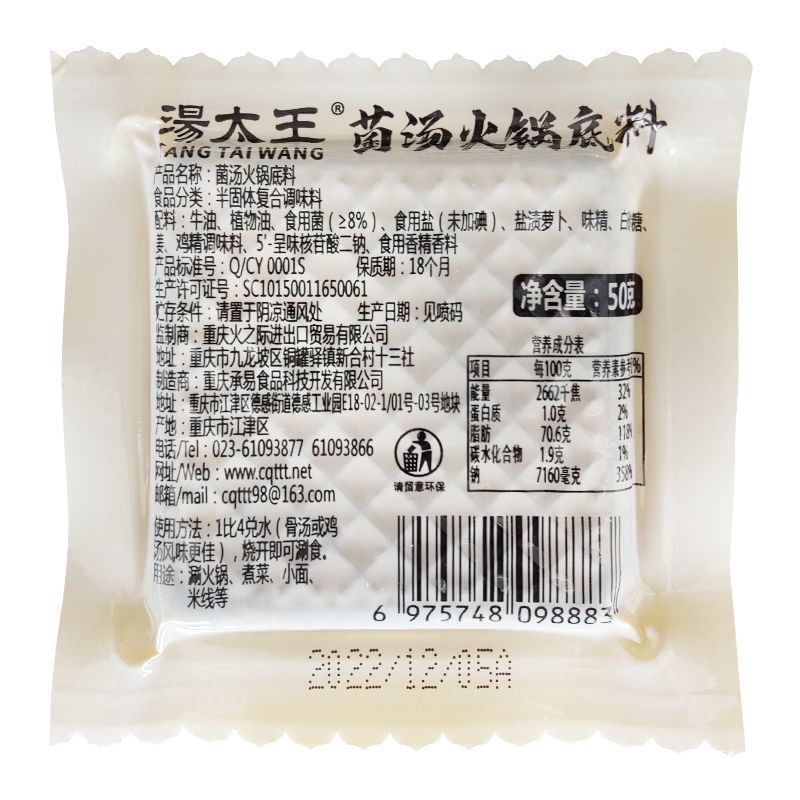 湯太王® 菌汤火锅底料
TANG TAI WANG
产品名称：菌汤火锅底料
食品分类：半固体复合调味料
配料：牛油、植物油、食用菌（≥8%）、食用盐（未加碘）、盐渍萝卜、味精、白砂糖、
姜、鸡精调味料、5'-呈味核苷酸二钠、食用香精香料
产品标准号：Q/CY 0001S 保质期：18个月
生产许可证号：SC10150011650061
贮存条件：请置于阴凉通风处 生产日期：见喷码
监制商：重庆火之际进出口贸易有限公司
地址：重庆市九龙坡区铜罐驿镇新合村十三社
制造商：重庆承易食品科技开发有限公司
地址：重庆市江津区德感街道德感工业园E18-02-1/01号-03号地块
产地：重庆市江津区
电话/Tel：023-61093877 61093866
网址/Web：www.cqttt.net
邮箱/mail：cqttt98@163.com
使用方法：1比4兑水（骨汤或鸡
汤风味更佳），烧开即可涮食。
用途：涮火锅、煮菜、小面、
米线等
净含量：50克
营养成分表
项目 每100克 营养素参考值%
能量 2662千焦 32%
蛋白质 1.0克 2%
脂肪 70.6克 118%
碳水化合物 1.9克 1%
钠 7160毫克 358%
请留意环保
6 975748 098883
2022/12/05A